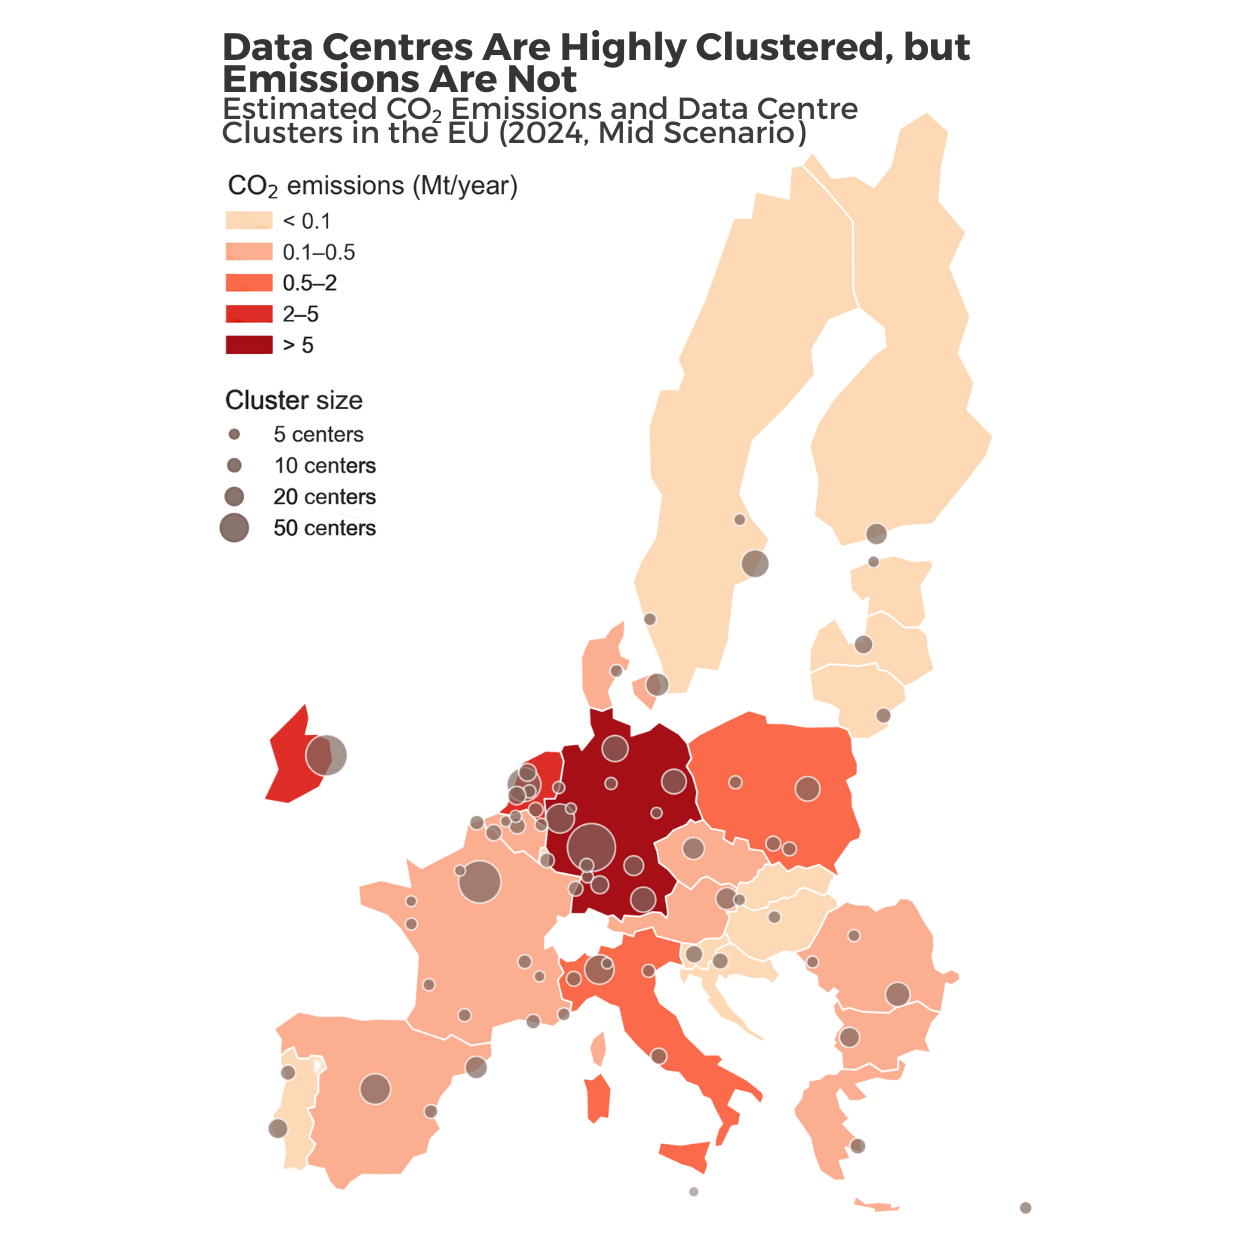 Data Centres Are Highly Clustered, but
Emissions Are Not
Estimated CO₂ Emissions and Data Centre
Clusters in the EU (2024, Mid Scenario)
CO₂ emissions (Mt/year)
< 0.1
0.1–0.5
0.5–2
2–5
> 5
Cluster size
5 centers
10 centers
20 centers
50 centers